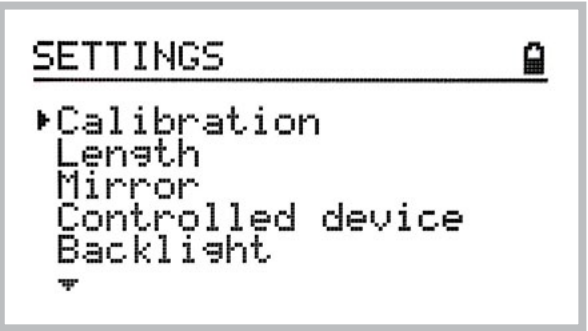 SETTINGS
Calibration
Length
Mirror
Controlled device
Backlight